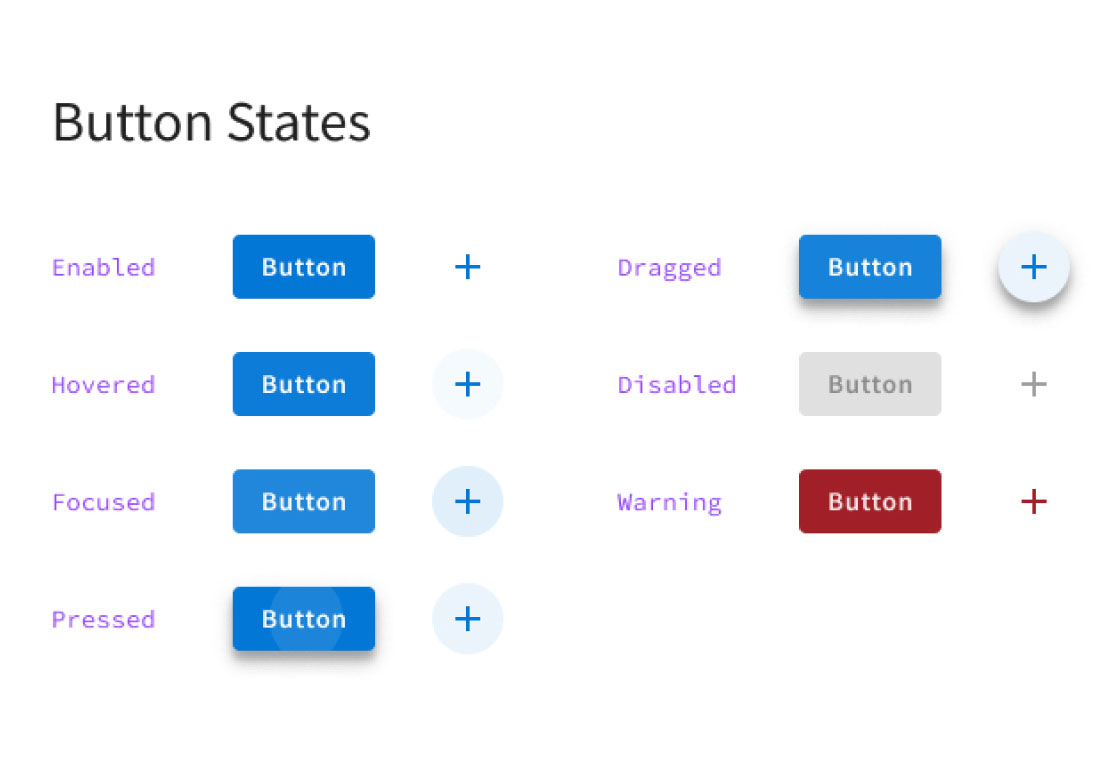 Button States
Enabled Button +
Hovered Button +
Focused Button +
Pressed Button +
Dragged Button +
Disabled Button +
Warning Button +